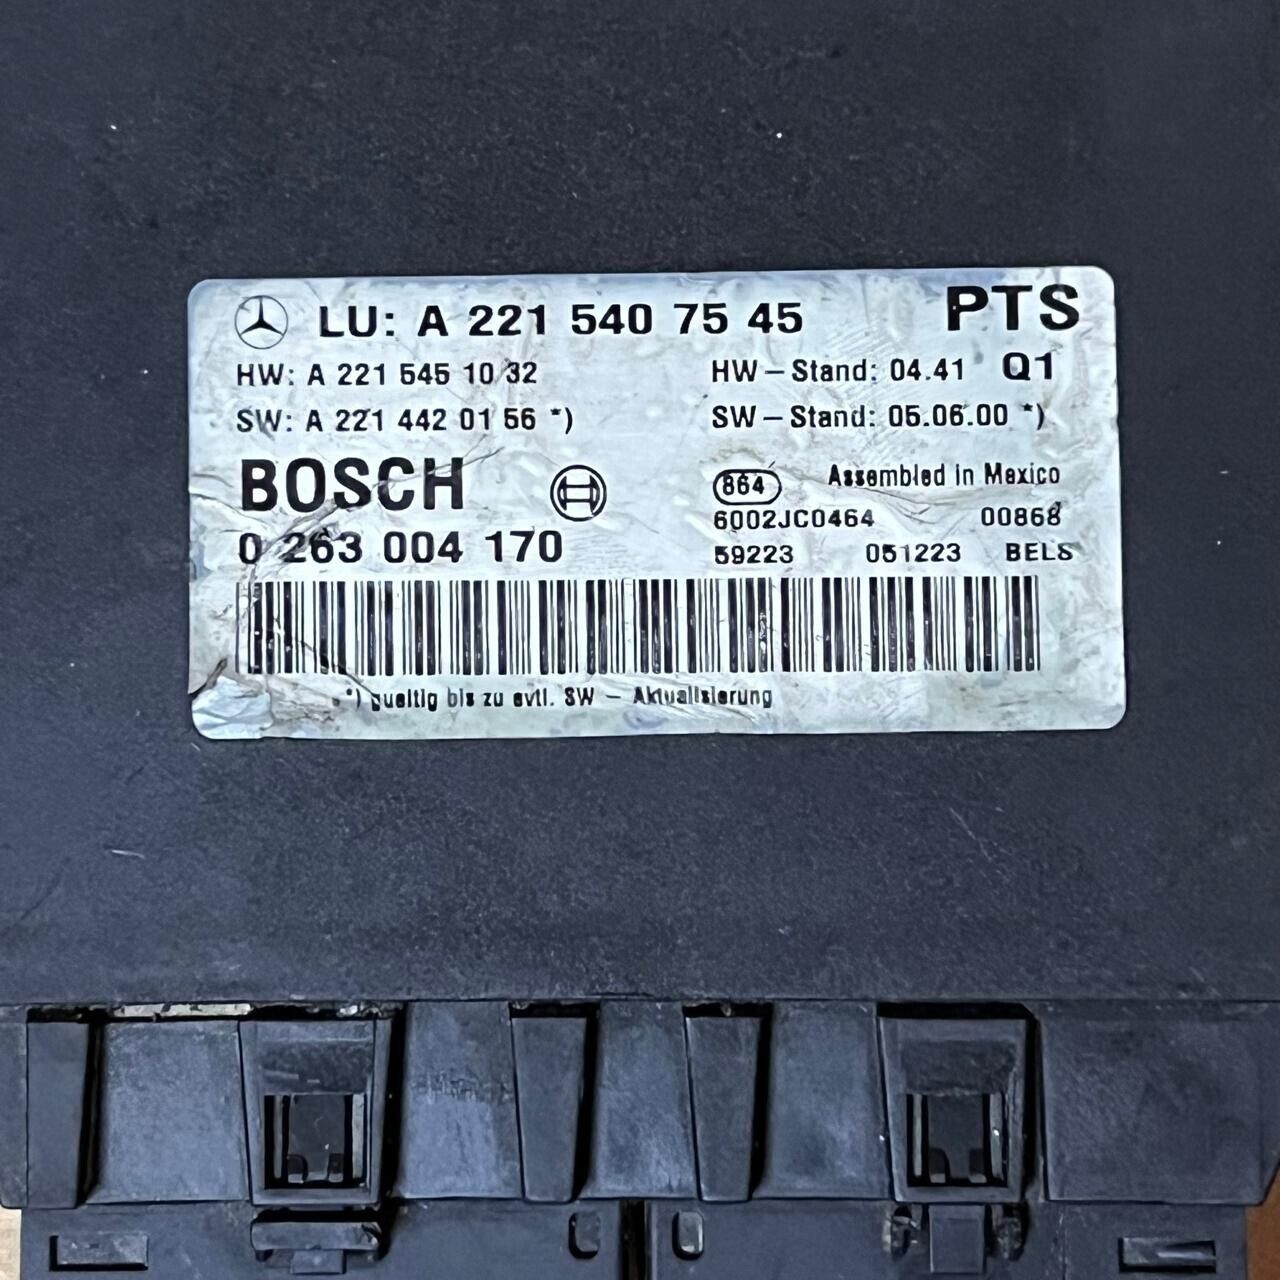 LU: A 221 540 75 45 PTS
HW: A 221 545 10 32 HW-Stand: 04.41 Q1
SW: A 221 442 01 56 *) SW-Stand: 05.06.00 *)
BOSCH 864 Assembled in Mexico
6002JC0464 00868
0 263 004 170 59223 051223 BELS
*) gueltig bis zu evtl. SW - Aktualisierung